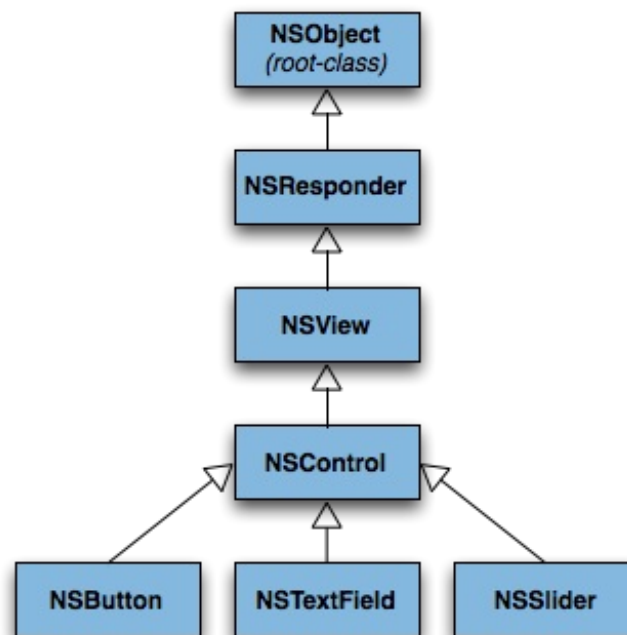 NSObject
(root-class)
NSResponder
NSView
NSControl
NSButton
NSTextField
NSSlider